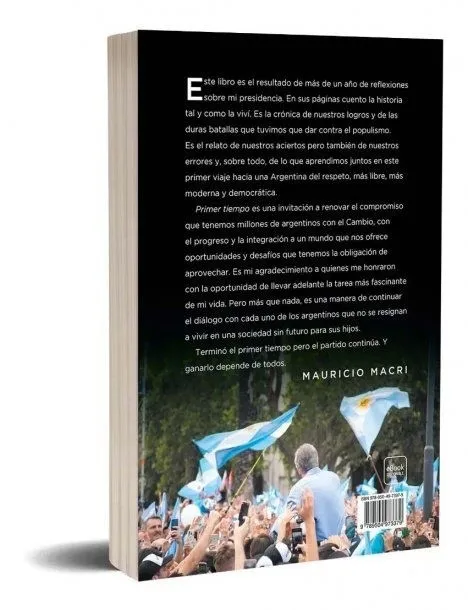 Este libro es el resultado de más de un año de reflexiones
sobre mi presidencia. En sus páginas cuento la historia
tal y como la viví. Es la crónica de nuestros logros y de las
duras batallas que tuvimos que dar contra el populismo.
Es el relato de nuestros aciertos pero también de nuestros
errores y, sobre todo, de lo que aprendimos juntos en este
primer viaje hacia una Argentina del respeto, más libre, más
moderna y democrática.
Primer tiempo es una invitación a renovar el compromiso
que tenemos millones de argentinos con el Cambio, con
el progreso y la integración a un mundo que nos ofrece
oportunidades y desafíos que tenemos la obligación de
aprovechar. Es mi agradecimiento a quienes me honraron
con la oportunidad de llevar adelante la tarea más fascinante
de mi vida. Pero más que nada, es una manera de continuar
el diálogo con cada uno de los argentinos que no se resignan
a vivir en una sociedad sin futuro para sus hijos.
Terminó el primer tiempo pero el partido continúa. Y
ganarlo depende de todos.
MAURICIO MACRI
eBook